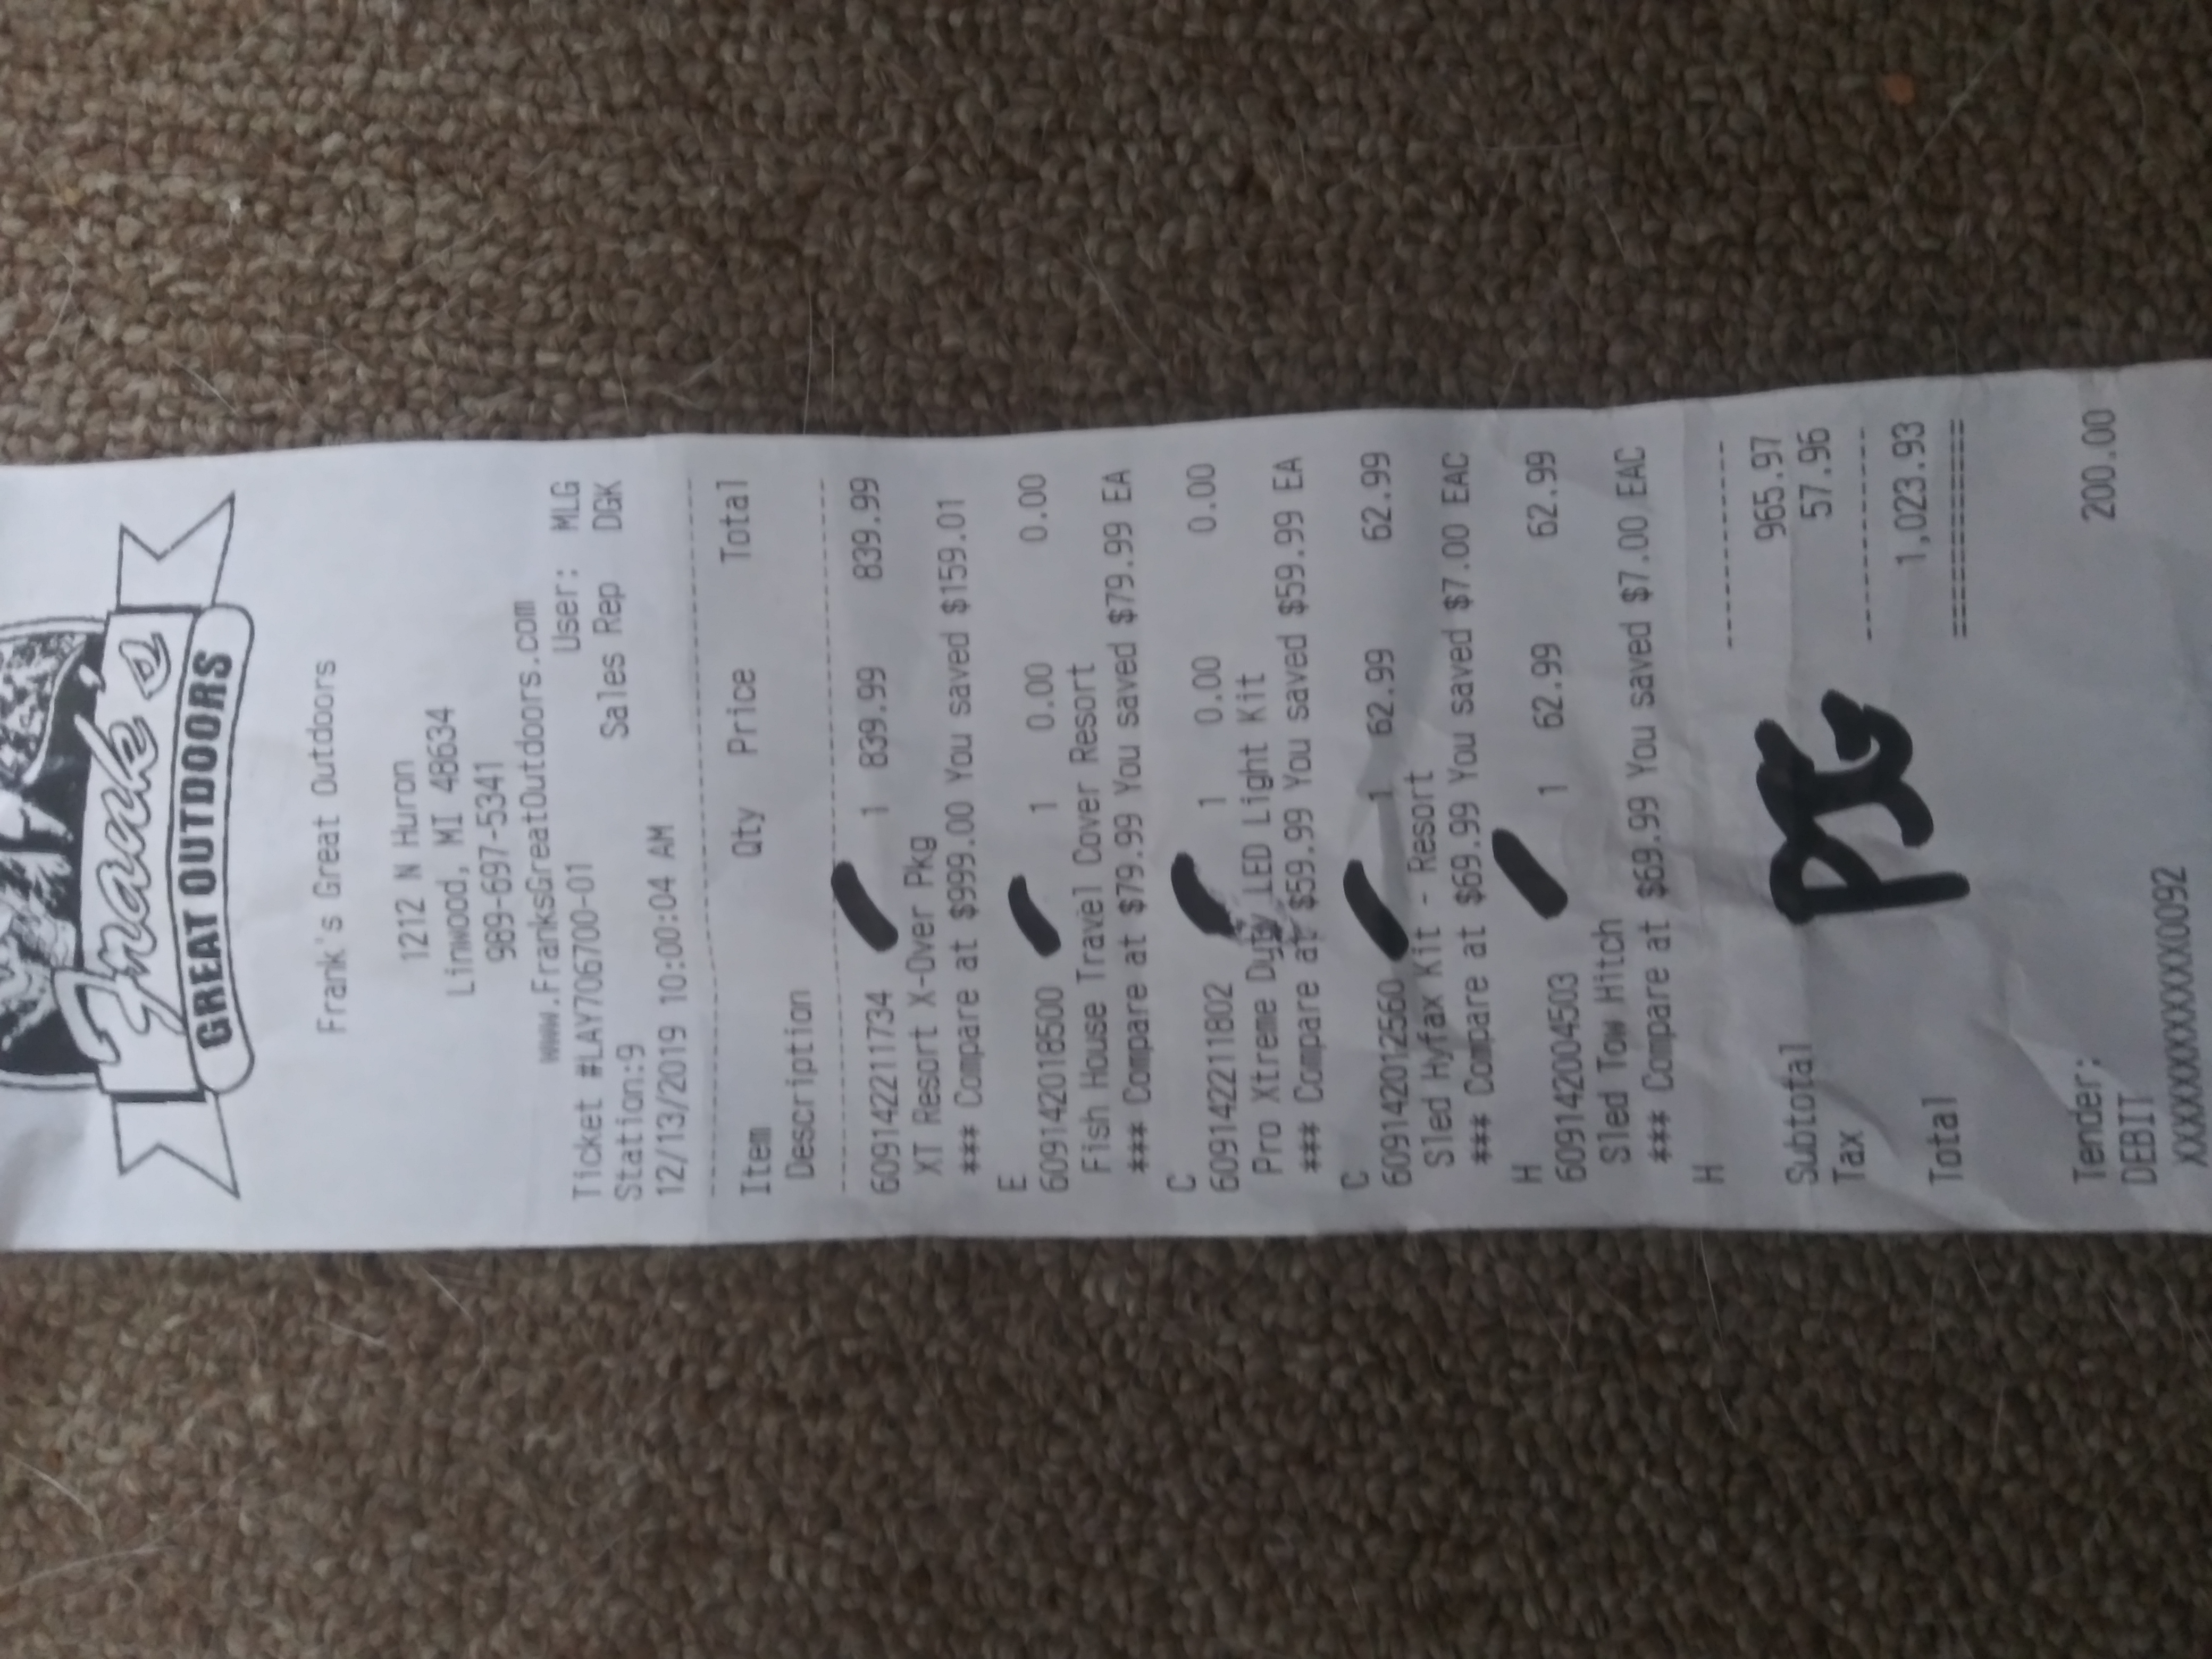 Frank's
GREAT OUTDOORS
Frank's Great Outdoors
1212 N Huron
Linwood, MI 48634
989-697-5341
www.FranksGreatOutdoors.com
Ticket #LAY706700-01 User: MLG
Station:9 Sales Rep DGK
12/13/2019 10:00:04 AM
Item Qty Price Total
Description
609142211734 1 839.99 839.99
XT Resort X-Over Pkg
*** Compare at $999.00 You saved $159.01
E
609142018500 1 0.00 0.00
Fish House Travel Cover Resort
*** Compare at $79.99 You saved $79.99 EA
C
609142211802 1 0.00 0.00
Pro Xtreme Duty LED Light Kit
*** Compare at $59.99 You saved $59.99 EA
C
609142012560 1 62.99 62.99
Sled Hyfax Kit - Resort
*** Compare at $69.99 You saved $7.00 EAC
H
609142004503 1 62.99 62.99
Sled Tow Hitch
*** Compare at $69.99 You saved $7.00 EAC
H
Subtotal 965.97
Tax 57.96
Total 1,023.93
Tender:
DEBIT 200.00
XXXXXXXXXXXX0092